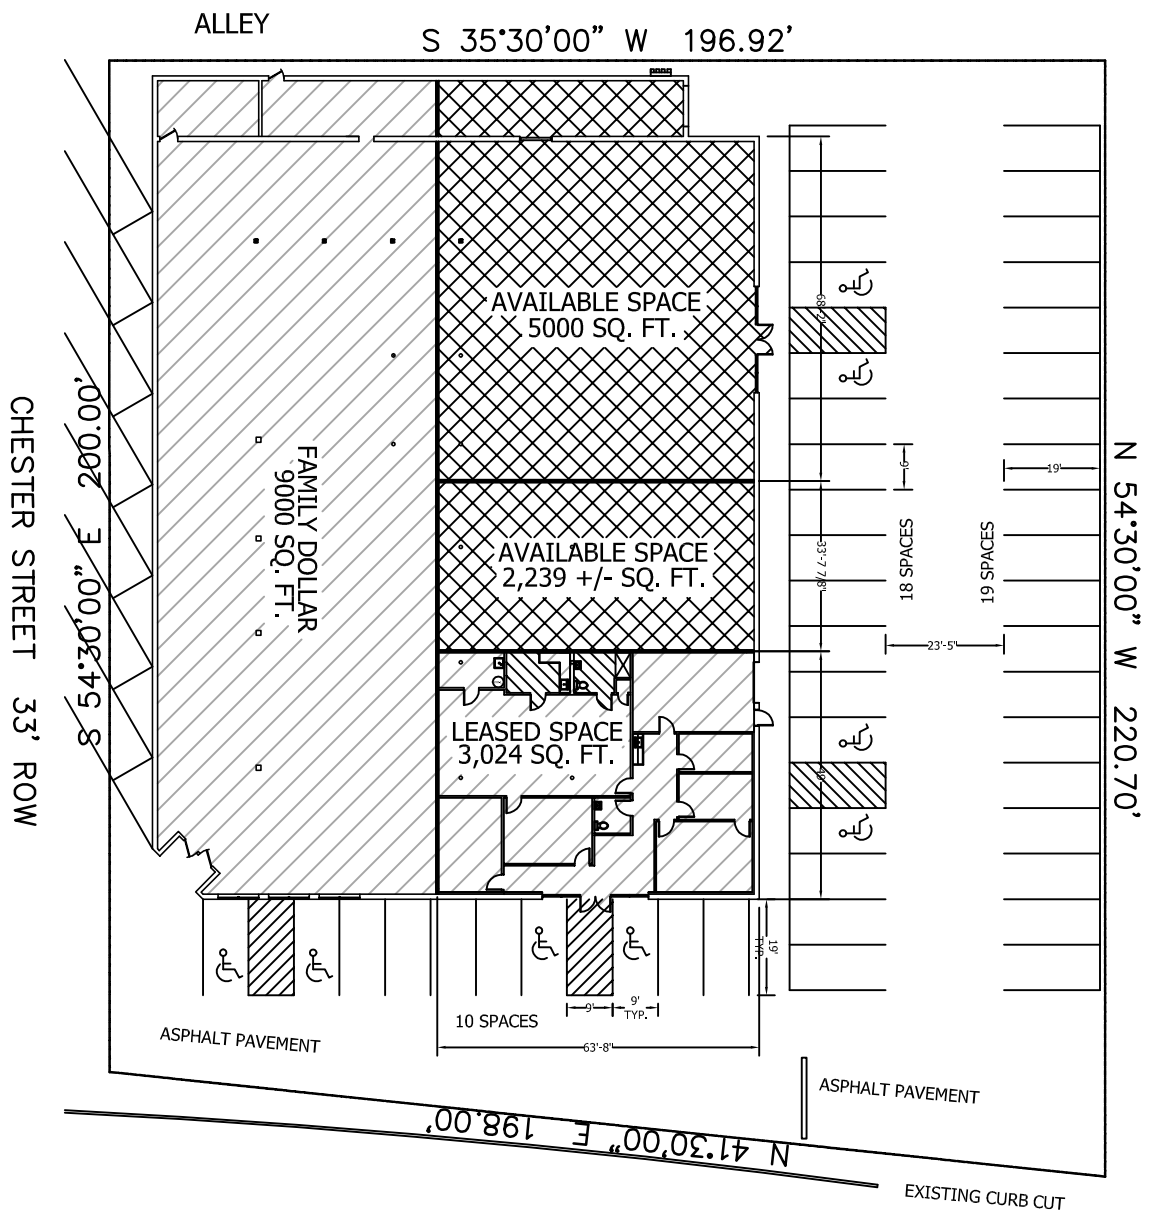 ALLEY
S 35°30'00" W 196.92'
CHESTER STREET 33' ROW
S 54°30'00" E 200.00'
FAMILY DOLLAR
9000 SQ. FT.
AVAILABLE SPACE
5000 SQ. FT.
68'-2"
9'
19'
AVAILABLE SPACE
2,239 +/- SQ. FT.
33'-7 7/8"
18 SPACES
19 SPACES
23'-5"
N 54°30'00" W 220.70'
LEASED SPACE
3,024 SQ. FT.
19'
TYP.
9'
9'
TYP.
10 SPACES
63'-8"
ASPHALT PAVEMENT
ASPHALT PAVEMENT
N 41°30'00" E 198.00'
EXISTING CURB CUT